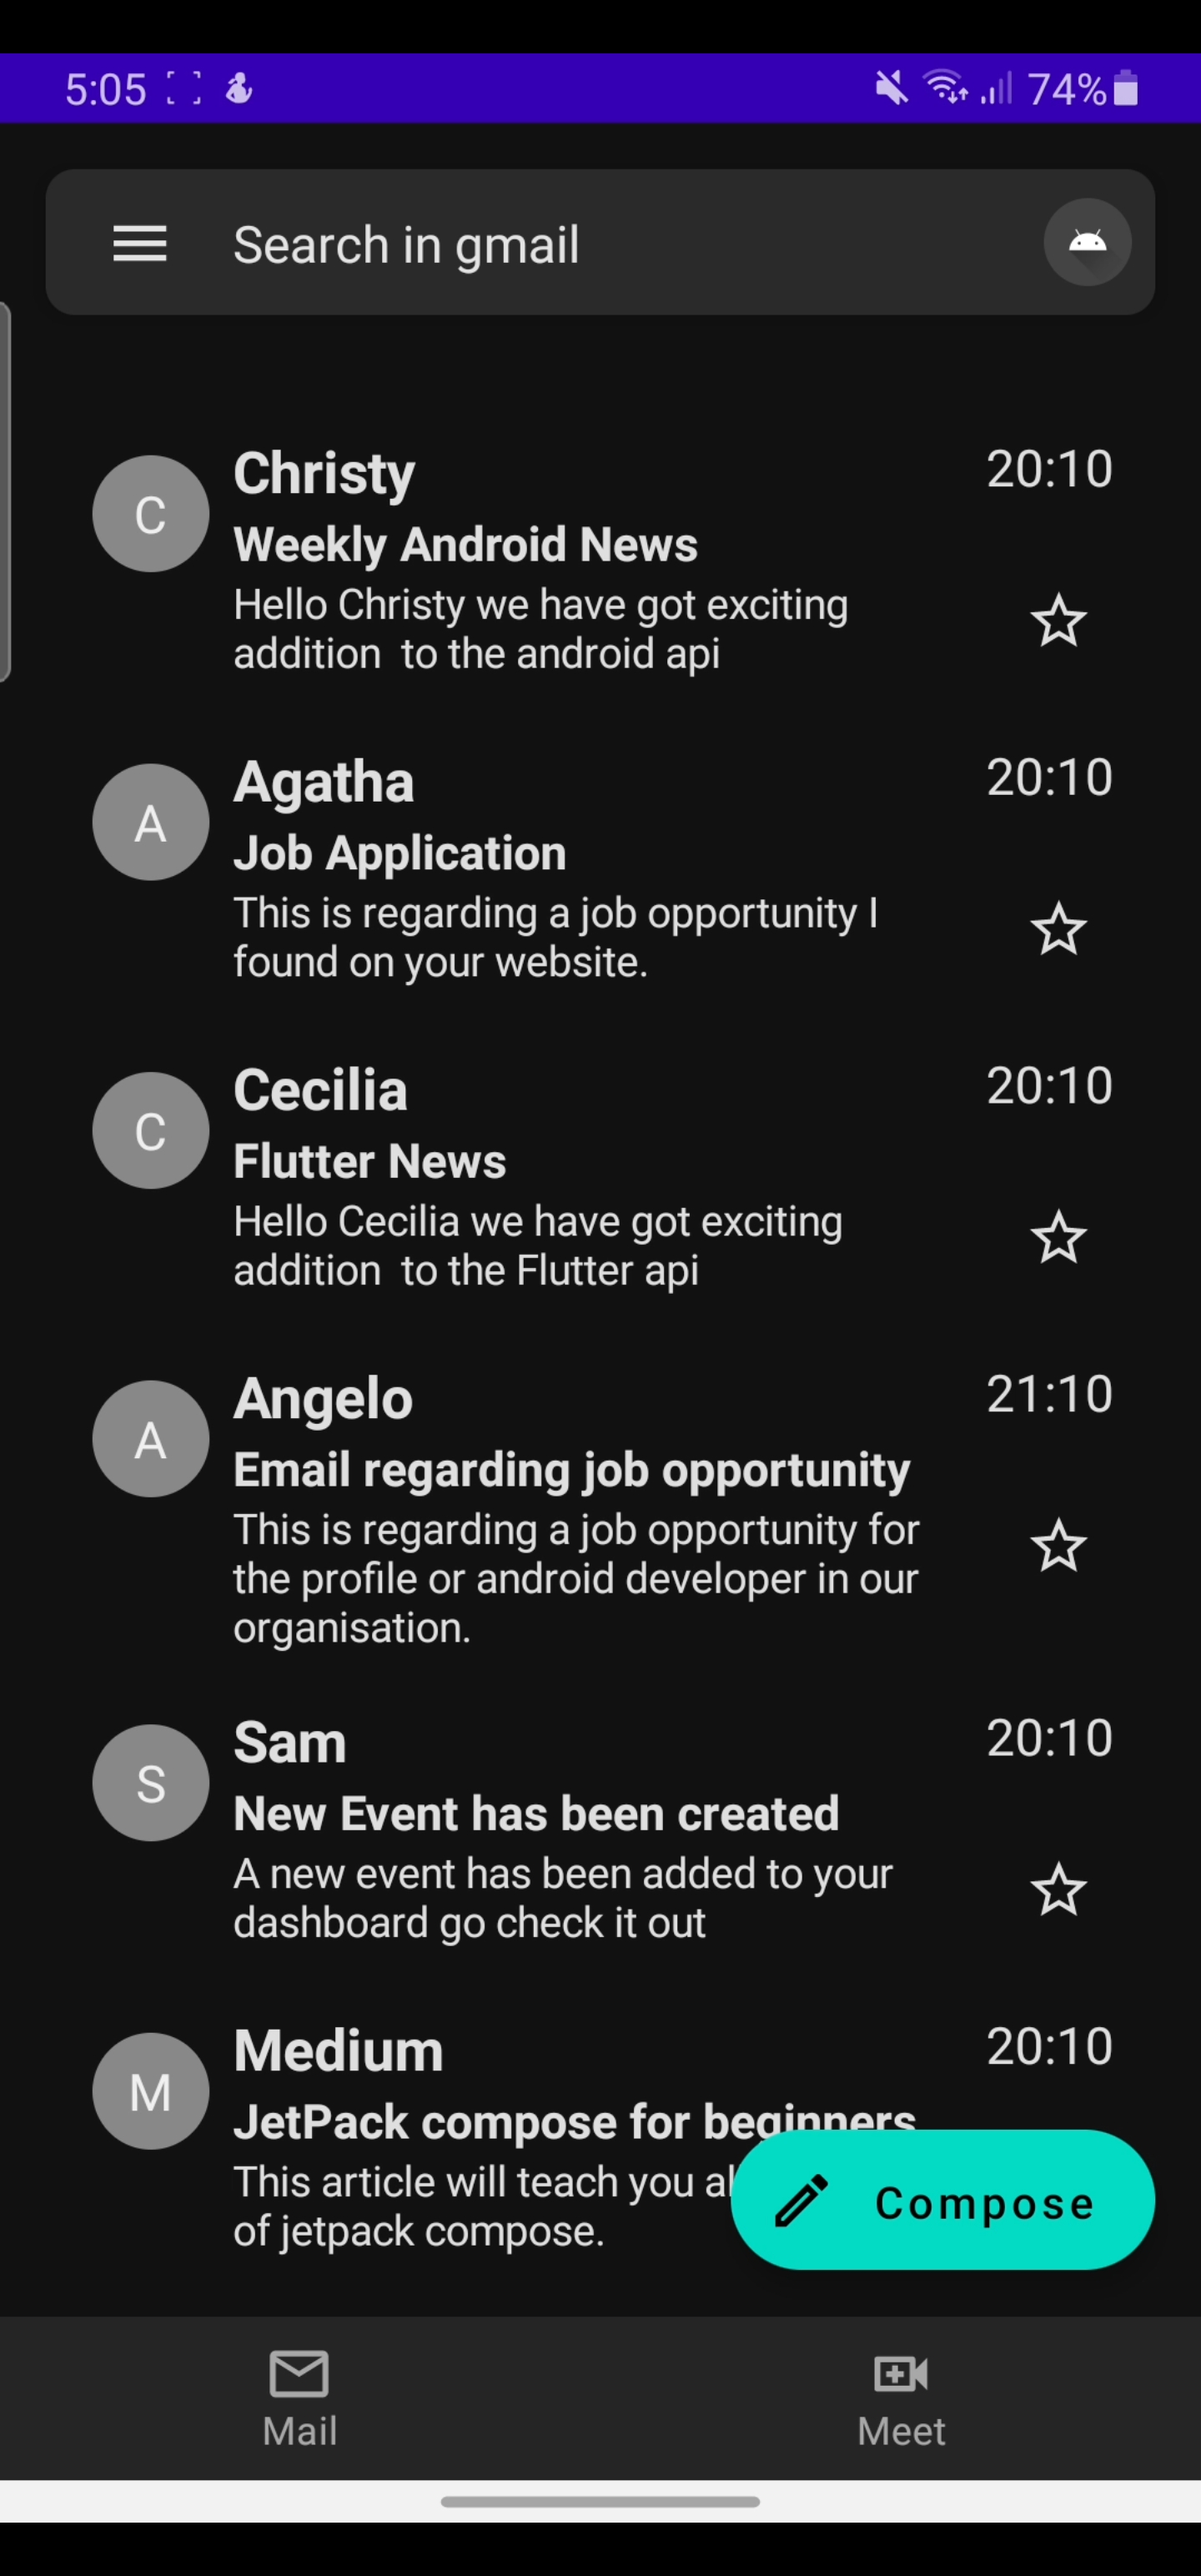 5:05 74%
Search in gmail
C Christy 20:10
Weekly Android News
Hello Christy we have got exciting
addition  to the android api
A Agatha 20:10
Job Application
This is regarding a job opportunity I
found on your website.
C Cecilia 20:10
Flutter News
Hello Cecilia we have got exciting
addition  to the Flutter api
A Angelo 21:10
Email regarding job opportunity
This is regarding a job opportunity for
the profile or android developer in our
organisation.
S Sam 20:10
New Event has been created
A new event has been added to your
dashboard go check it out
M Medium 20:10
JetPack compose for beginners
This article will teach you
of jetpack compose.
Compose
Mail Meet